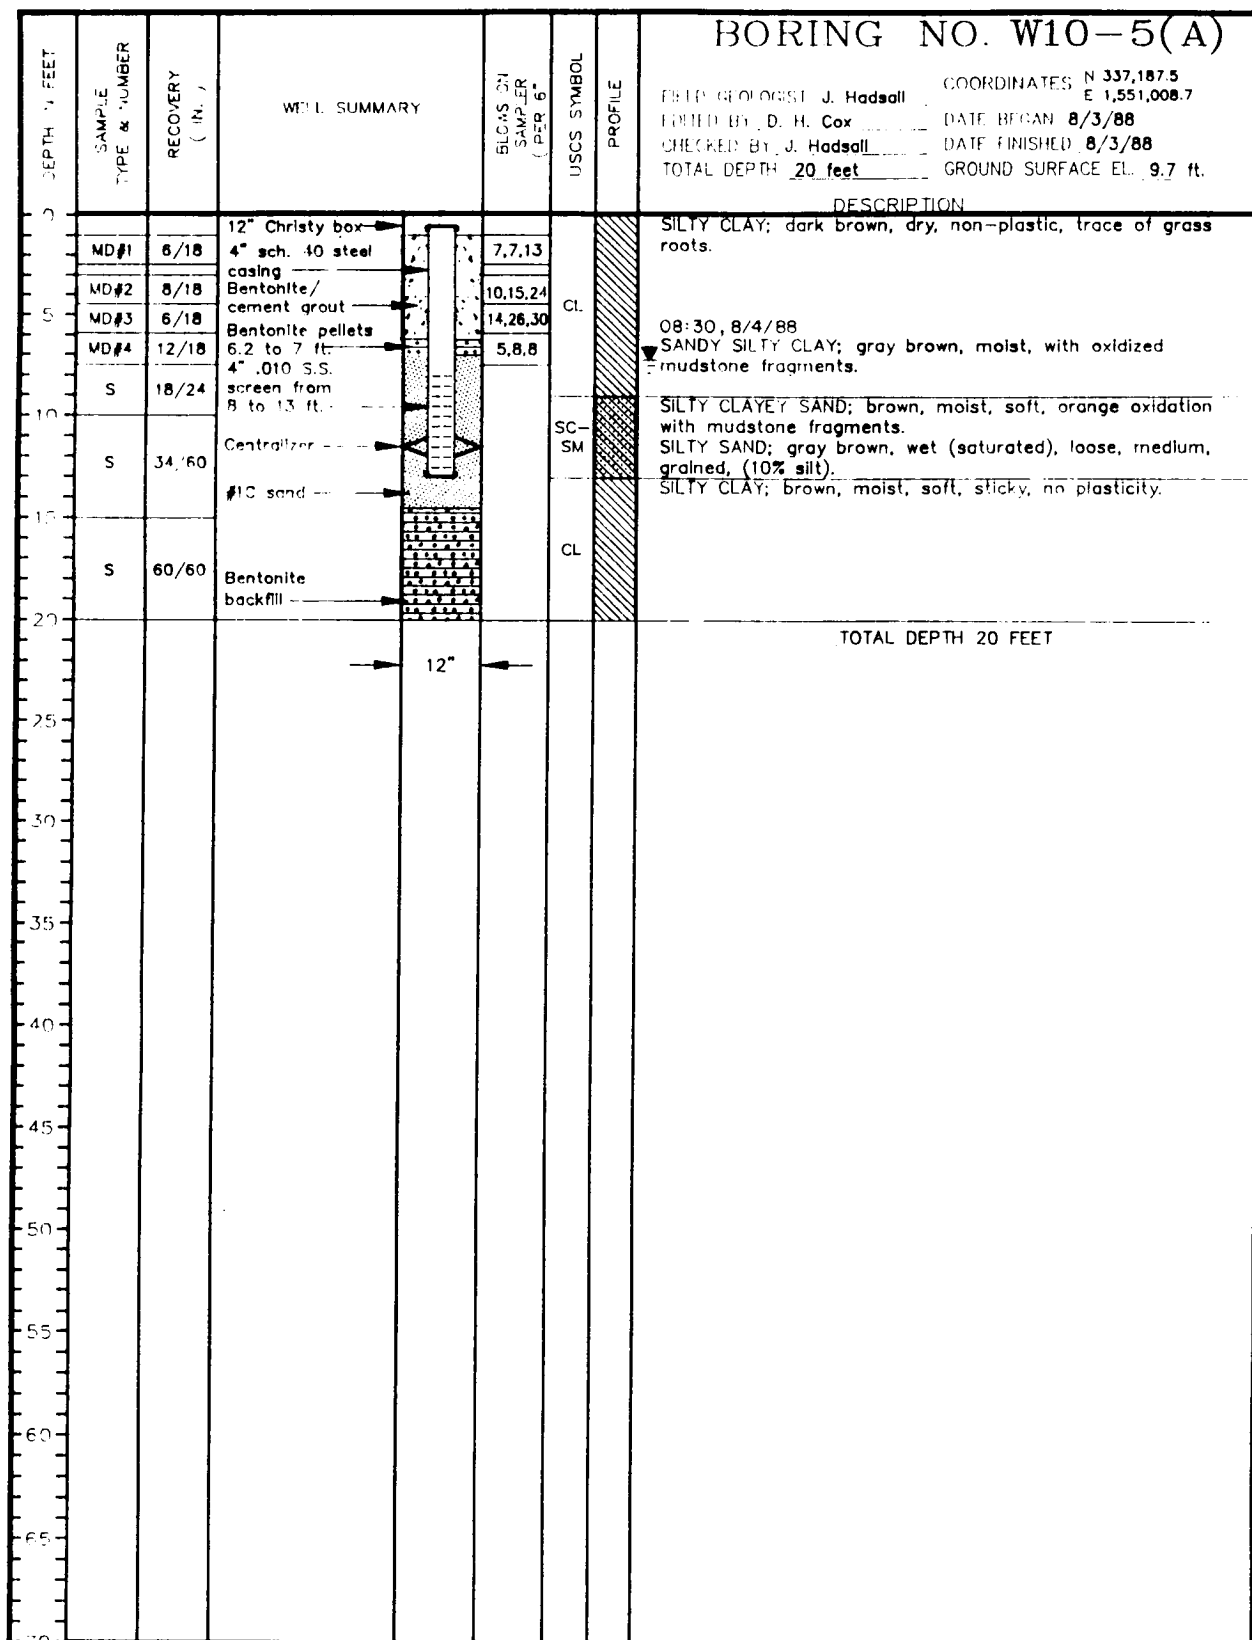 BORING NO. W10-5(A)
COORDINATES N 337,187.5
E 1,551,008.7
FIELD GEOLOGIST J. Hadsall
EDITED BY D. H. Cox
DATE BEGAN 8/3/88
CHECKED BY J. Hadsall
DATE FINISHED 8/3/88
TOTAL DEPTH 20 feet
GROUND SURFACE EL. 9.7 ft.
DEPTH FEET
SAMPLE
TYPE & NUMBER
RECOVERY
(IN.)
WELL SUMMARY
BLOWS ON
SAMPLER
(PER 6"
USCS SYMBOL
PROFILE
DESCRIPTION
0
5
10
15
20
25
30
35
40
45
50
55
60
65
70
MD#1 6/18
MD#2 8/18
MD#3 6/18
MD#4 12/18
S 18/24
S 34/60
S 60/60
12" Christy box
4" sch. 40 steel
casing
Bentonite/
cement grout
Bentonite pellets
6.2 to 7 ft.
4" .010 S.S.
screen from
8 to 13 ft.
Centralizer
#1C sand
Bentonite
backfill
12"
7,7,13
10,15,24
14,26,30
5,8,8
CL
SC-
SM
CL
SILTY CLAY; dark brown, dry, non-plastic, trace of grass
roots.
08:30, 8/4/88
SANDY SILTY CLAY; gray brown, moist, with oxidized
mudstone fragments.
SILTY CLAYEY SAND; brown, moist, soft, orange oxidation
with mudstone fragments.
SILTY SAND; gray brown, wet (saturated), loose, medium,
grained, (10% silt).
SILTY CLAY; brown, moist, soft, sticky, no plasticity.
TOTAL DEPTH 20 FEET